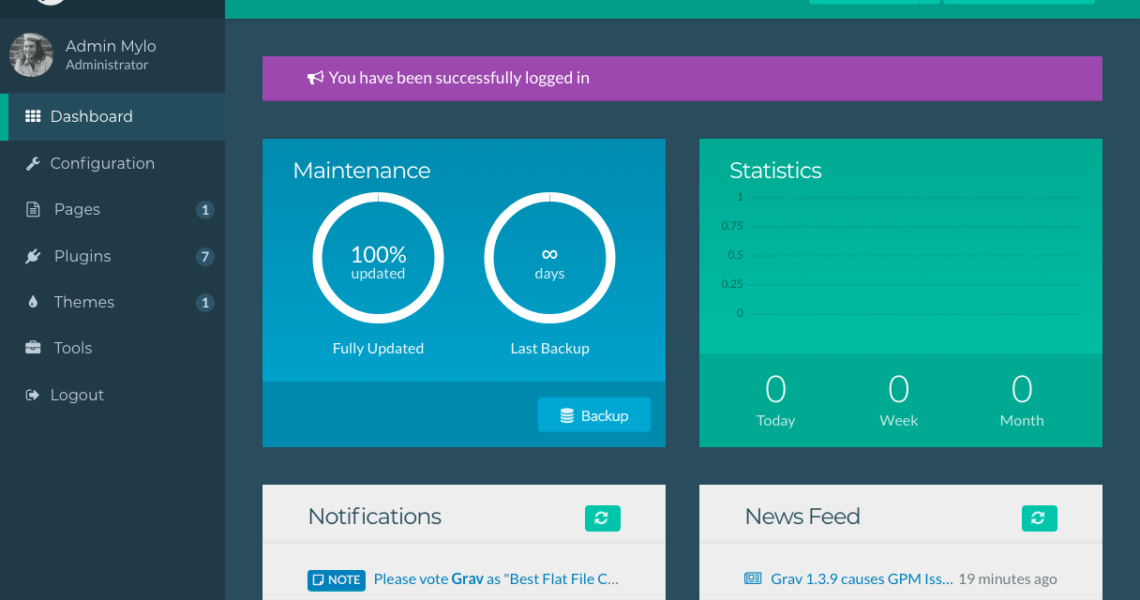 Admin Mylo
Administrator
Dashboard
Configuration
Pages 1
Plugins 7
Themes 1
Tools
Logout
You have been successfully logged in
Maintenance
100%
updated
∞
days
Fully Updated
Last Backup
Backup
Statistics
1
0.75
0.5
0.25
0
0
Today
0
Week
0
Month
Notifications
NOTE Please vote Grav as "Best Flat File C...
News Feed
Grav 1.3.9 causes GPM Iss... 19 minutes ago